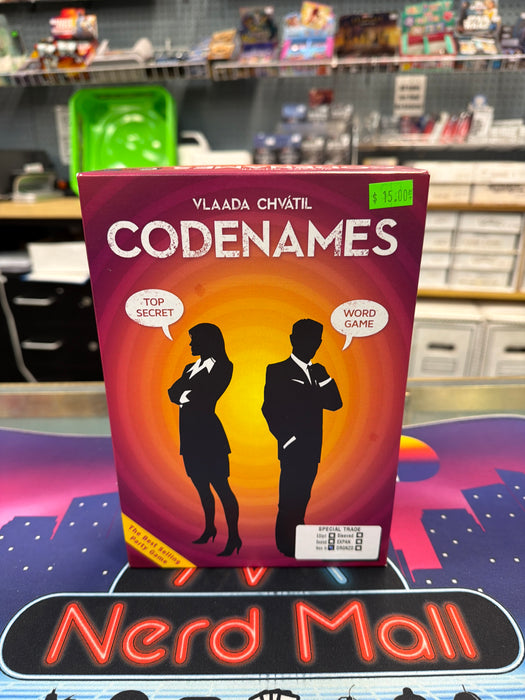 VLAADA CHVÁTIL
$ 15.00
CODENAMES
TOP
SECRET
WORD
GAME
SPECIAL TRADE
The Best Selling
Party Game
Nerd Mall